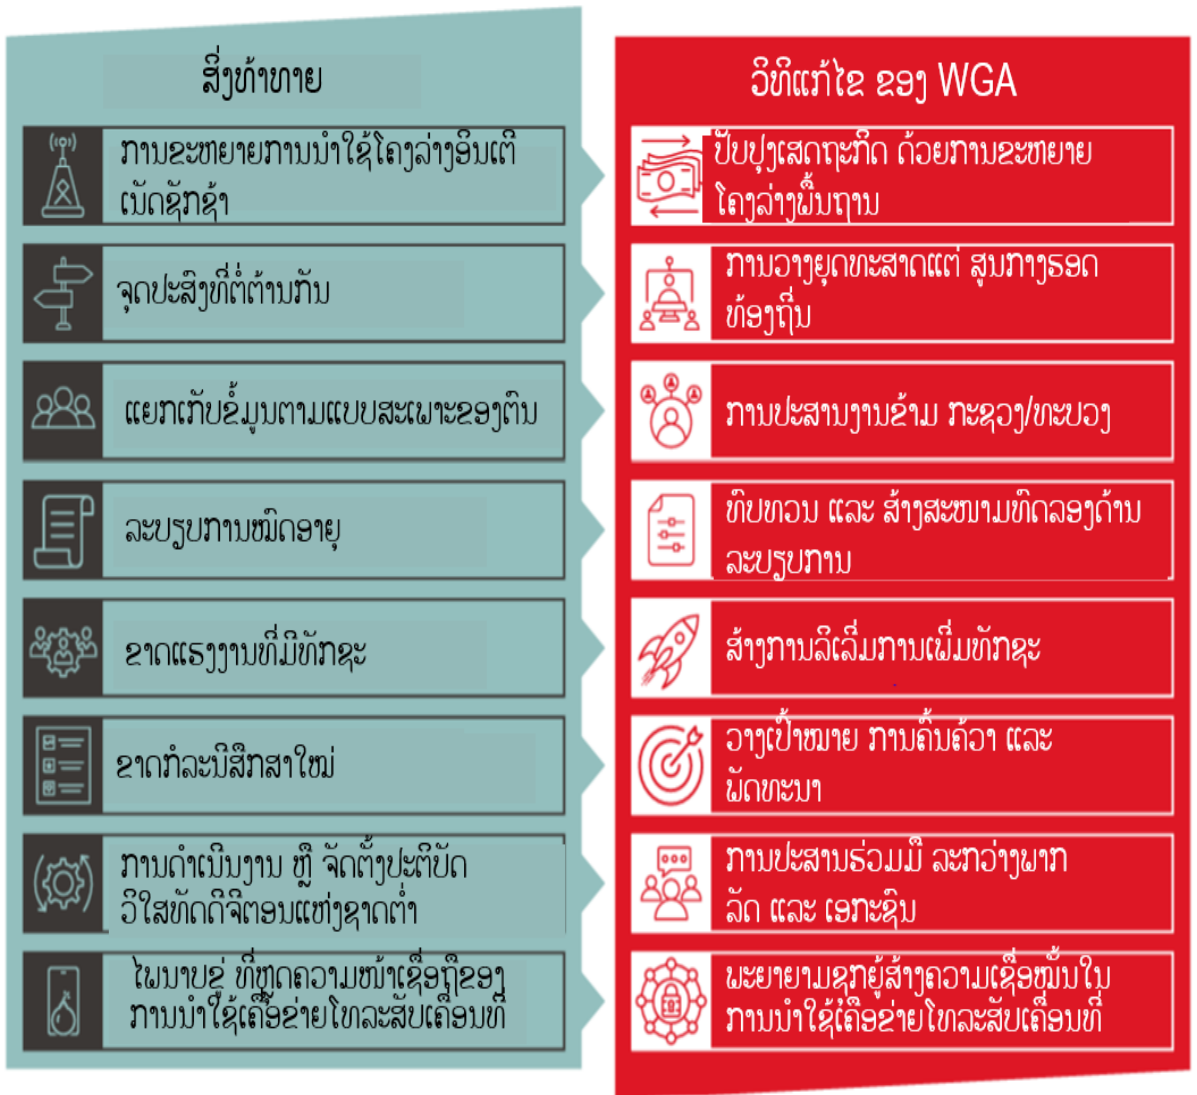 ສິ່ງທ້າທາຍ
ການຂະຫຍາຍການນຳໃຊ້ໂຄງລ່າງອິນເຕີ
ເນັດຊັກຊ້າ
ຈຸດປະສົງທີ່ຕໍ່ຕ້ານກັນ
ແຍກເກັບຂໍ້ມູນຕາມແບບສະເພາະຂອງຕົນ
ລະບຽບການໝົດອາຍຸ
ຂາດແຮງງານທີ່ມີທັກຊະ
ຂາດກໍລະນີສຶກສາໃໝ່
ການດຳເນີນງານ ຫຼື ຈັດຕັ້ງປະຕິບັດ
ວິໃສທັດດີຈີຕອນແຫ່ງຊາດຕ່ຳ
ໄພນາບຂູ່ ທີ່ຫຼຸດຄວາມໜ້າເຊື່ອຖືຂອງ
ການນຳໃຊ້ເຄືອຂ່າຍໂທລະສັບເຄື່ອນທີ່
ວິທີແກ້ໄຂ ຂອງ WGA
ປັບປຸງເສດຖະກິດ ດ້ວຍການຂະຫຍາຍ
ໂຄງລ່າງພື້ນຖານ
ການວາງຍຸດທະສາດແຕ່ ສູນກາງຮອດ
ທ້ອງຖິ່ນ
ການປະສານງານຂ້າມ ກະຊວງ/ທະບວງ
ທົບທວນ ແລະ ສ້າງສະໜາມທົດລອງດ້ານ
ລະບຽບການ
ສ້າງການລິເລີ່ມການເພີ່ມທັກຊະ
ວາງເປົ້າໝາຍ ການຄົ້ນຄ້ວາ ແລະ
ພັດທະນາ
ການປະສານຮ່ວມມື ລະກວ່າງພາກ
ລັດ ແລະ ເອກະຊົນ
ພະຍາຍາມຊຸກຍູ້ສ້າງຄວາມເຊື່ອໝັ້ນໃນ
ການນຳໃຊ້ເຄືອຂ່າຍໂທລະສັບເຄື່ອນທີ່